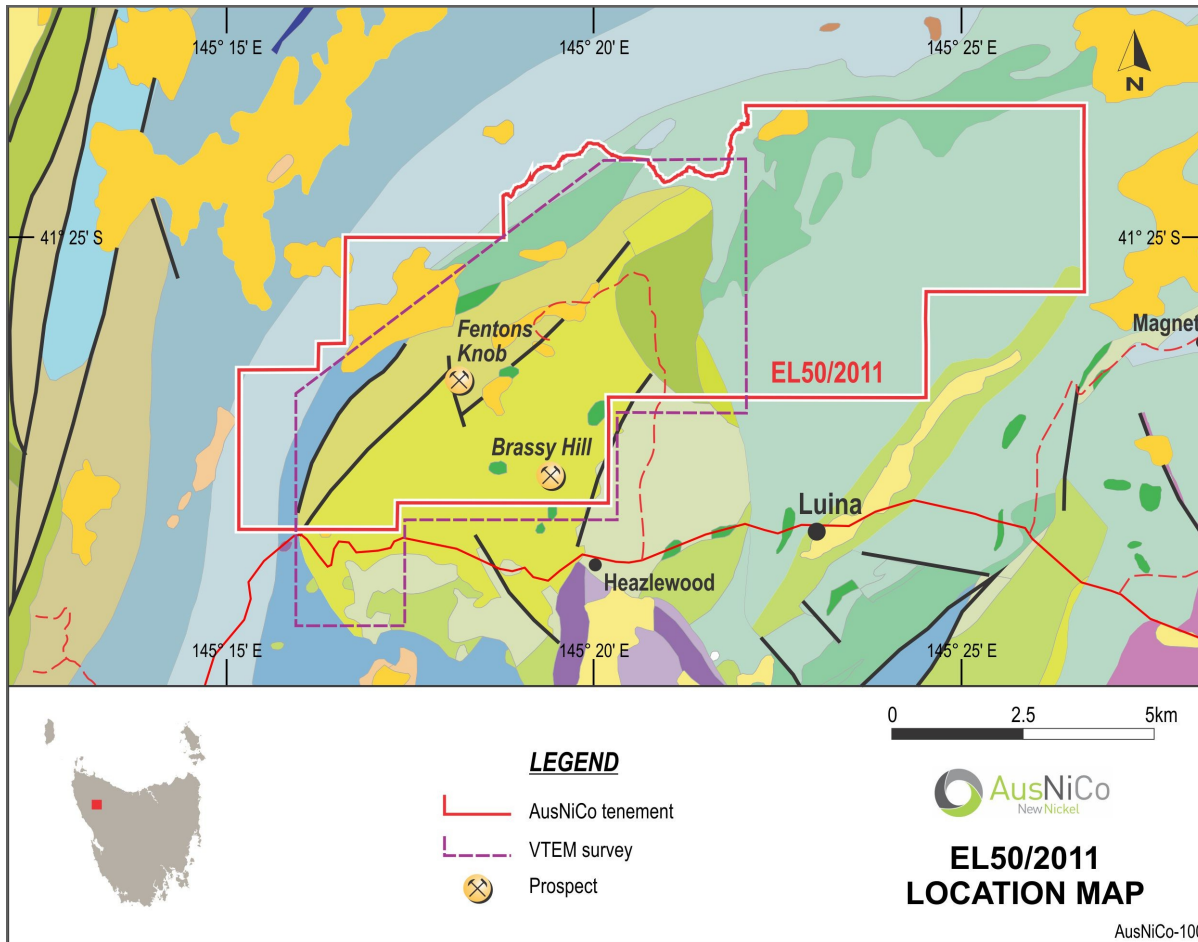 145° 15' E
145° 20' E
145° 25' E
N
41° 25' S
41° 25' S
Magnet
Fentons
Knob
EL50/2011
Brassy Hill
Luina
Heazlewood
145° 15' E
145° 20' E
145° 25' E
0 2.5 5km
LEGEND
AusNiCo tenement
VTEM survey
Prospect
AusNiCo
New Nickel
EL50/2011
LOCATION MAP
AusNiCo-100